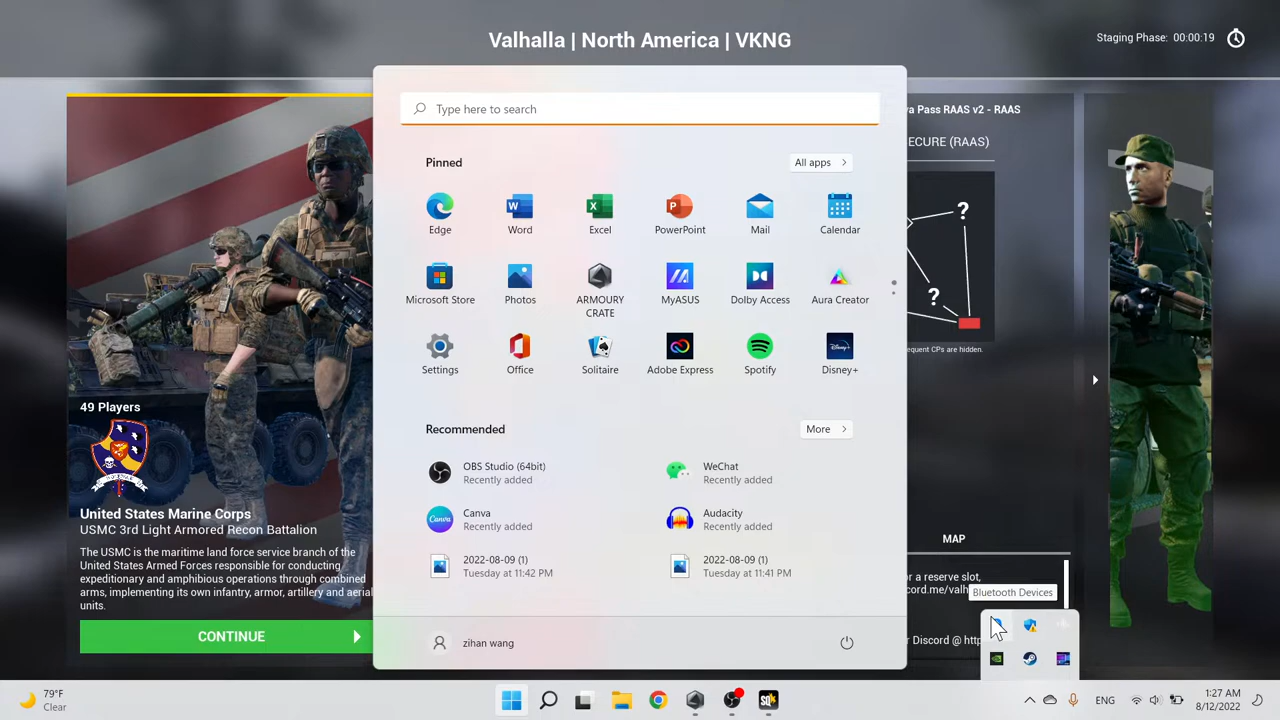 Valhalla | North America | VKNG
Staging Phase: 00:00:19
Type here to search
Pinned
All apps
Edge
Word
Excel
PowerPoint
Mail
Calendar
Microsoft Store
Photos
ARMOURY
CRATE
MyASUS
Dolby Access
Aura Creator
Settings
Office
Solitaire
Adobe Express
Spotify
Disney+
Recommended
More
OBS Studio (64bit)
Recently added
WeChat
Recently added
Canva
Recently added
Audacity
Recently added
2022-08-09 (1)
Tuesday at 11:42 PM
2022-08-09 (1)
Tuesday at 11:41 PM
zihan wang
49 Players
United States Marine Corps
USMC 3rd Light Armored Recon Battalion
The USMC is the maritime land force service branch of the
United States Armed Forces responsible for conducting
expeditionary and amphibious operations through combined
arms, implementing its own infantry, armor, artillery and aerial
units.
CONTINUE
va Pass RAAS v2 - RAAS
ECURE (RAAS)
?
?
equent CPs are hidden.
MAP
or a reserve slot,
cord.me/valh
Bluetooth Devices
r Discord @ http
79°F
Clear
ENG
1:27 AM
8/12/2022